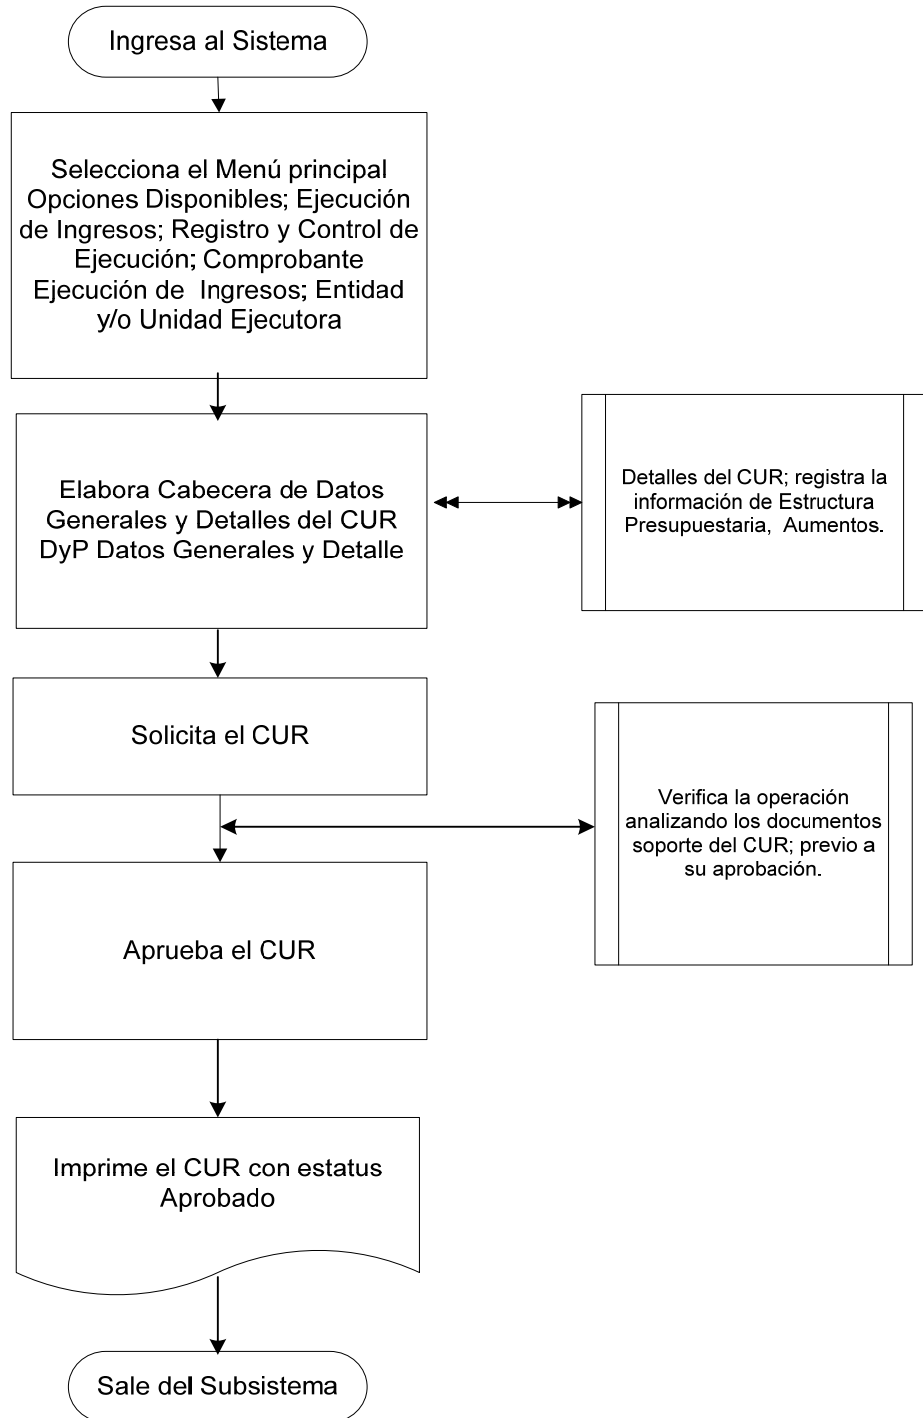 Ingresa al Sistema
Selecciona el Menú principal
Opciones Disponibles; Ejecución
de Ingresos; Registro y Control de
Ejecución; Comprobante
Ejecución de Ingresos; Entidad
y/o Unidad Ejecutora
Elabora Cabecera de Datos
Generales y Detalles del CUR
DyP Datos Generales y Detalle
Detalles del CUR; registra la
información de Estructura
Presupuestaria, Aumentos.
Solicita el CUR
Verifica la operación
analizando los documentos
soporte del CUR; previo a
su aprobación.
Aprueba el CUR
Imprime el CUR con estatus
Aprobado
Sale del Subsistema